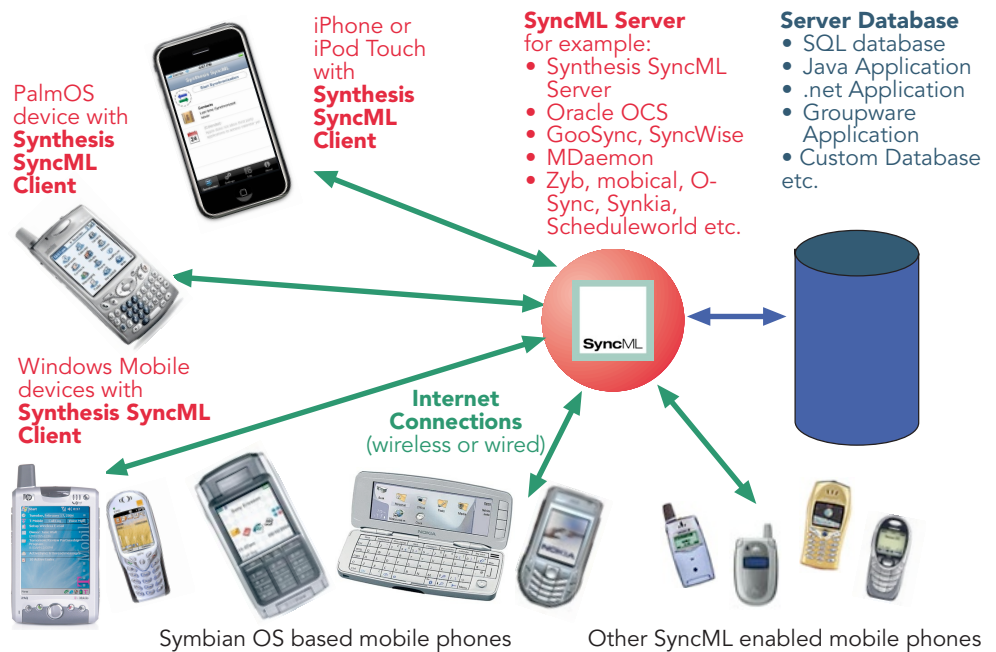 iPhone or
iPod Touch
with
Synthesis
SyncML
Client
SyncML Server
for example:
• Synthesis SyncML
Server
• Oracle OCS
• GooSync, SyncWise
• MDaemon
• Zyb, mobical, O-
Sync, Synkia,
Scheduleworld etc.
Server Database
• SQL database
• Java Application
• .net Application
• Groupware
Application
• Custom Database
etc.
PalmOS
device with
Synthesis
SyncML
Client
SyncML
Windows Mobile
devices with
Synthesis SyncML
Client
Internet
Connections
(wireless or wired)
NOKIA
NOKIA
Symbian OS based mobile phones
Other SyncML enabled mobile phones